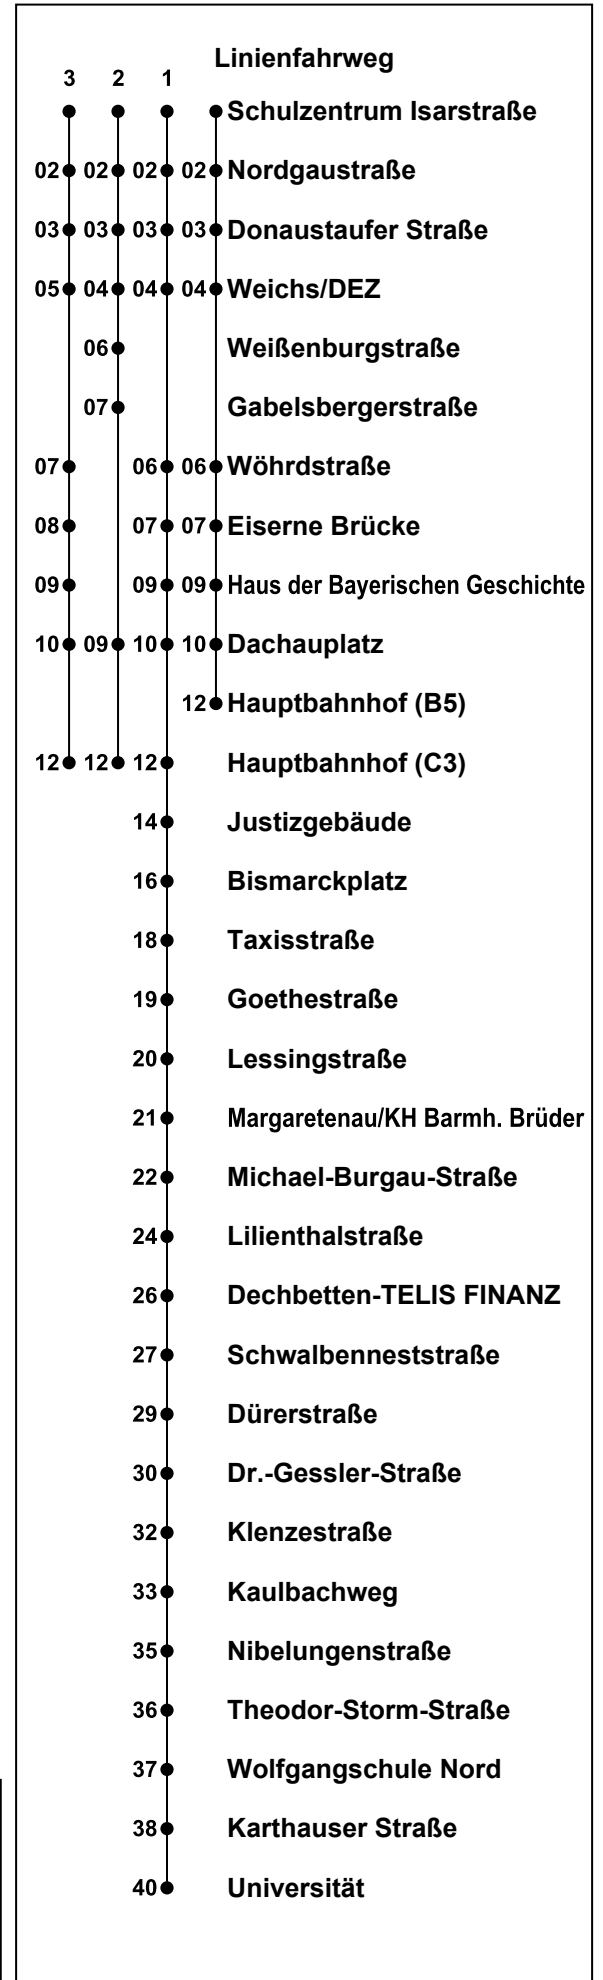 Linienfahrweg
3 2 1
Schulzentrum Isarstraße
02 02 02 02 Nordgaustraße
03 03 03 03 Donaustaufer Straße
05 04 04 04 Weichs/DEZ
06 Weißenburgstraße
07 Gabelsbergerstraße
07 06 06 Wöhrdstraße
08 07 07 Eiserne Brücke
09 09 09 Haus der Bayerischen Geschichte
10 09 10 10 Dachauplatz
12 Hauptbahnhof (B5)
12 12 12 Hauptbahnhof (C3)
14 Justizgebäude
16 Bismarckplatz
18 Taxisstraße
19 Goethestraße
20 Lessingstraße
21 Margaretenau/KH Barmh. Brüder
22 Michael-Burgau-Straße
24 Lilienthalstraße
26 Dechbetten-TELIS FINANZ
27 Schwalbenneststraße
29 Dürerstraße
30 Dr.-Gessler-Straße
32 Klenzestraße
33 Kaulbachweg
35 Nibelungenstraße
36 Theodor-Storm-Straße
37 Wolfgangschule Nord
38 Karthauser Straße
40 Universität